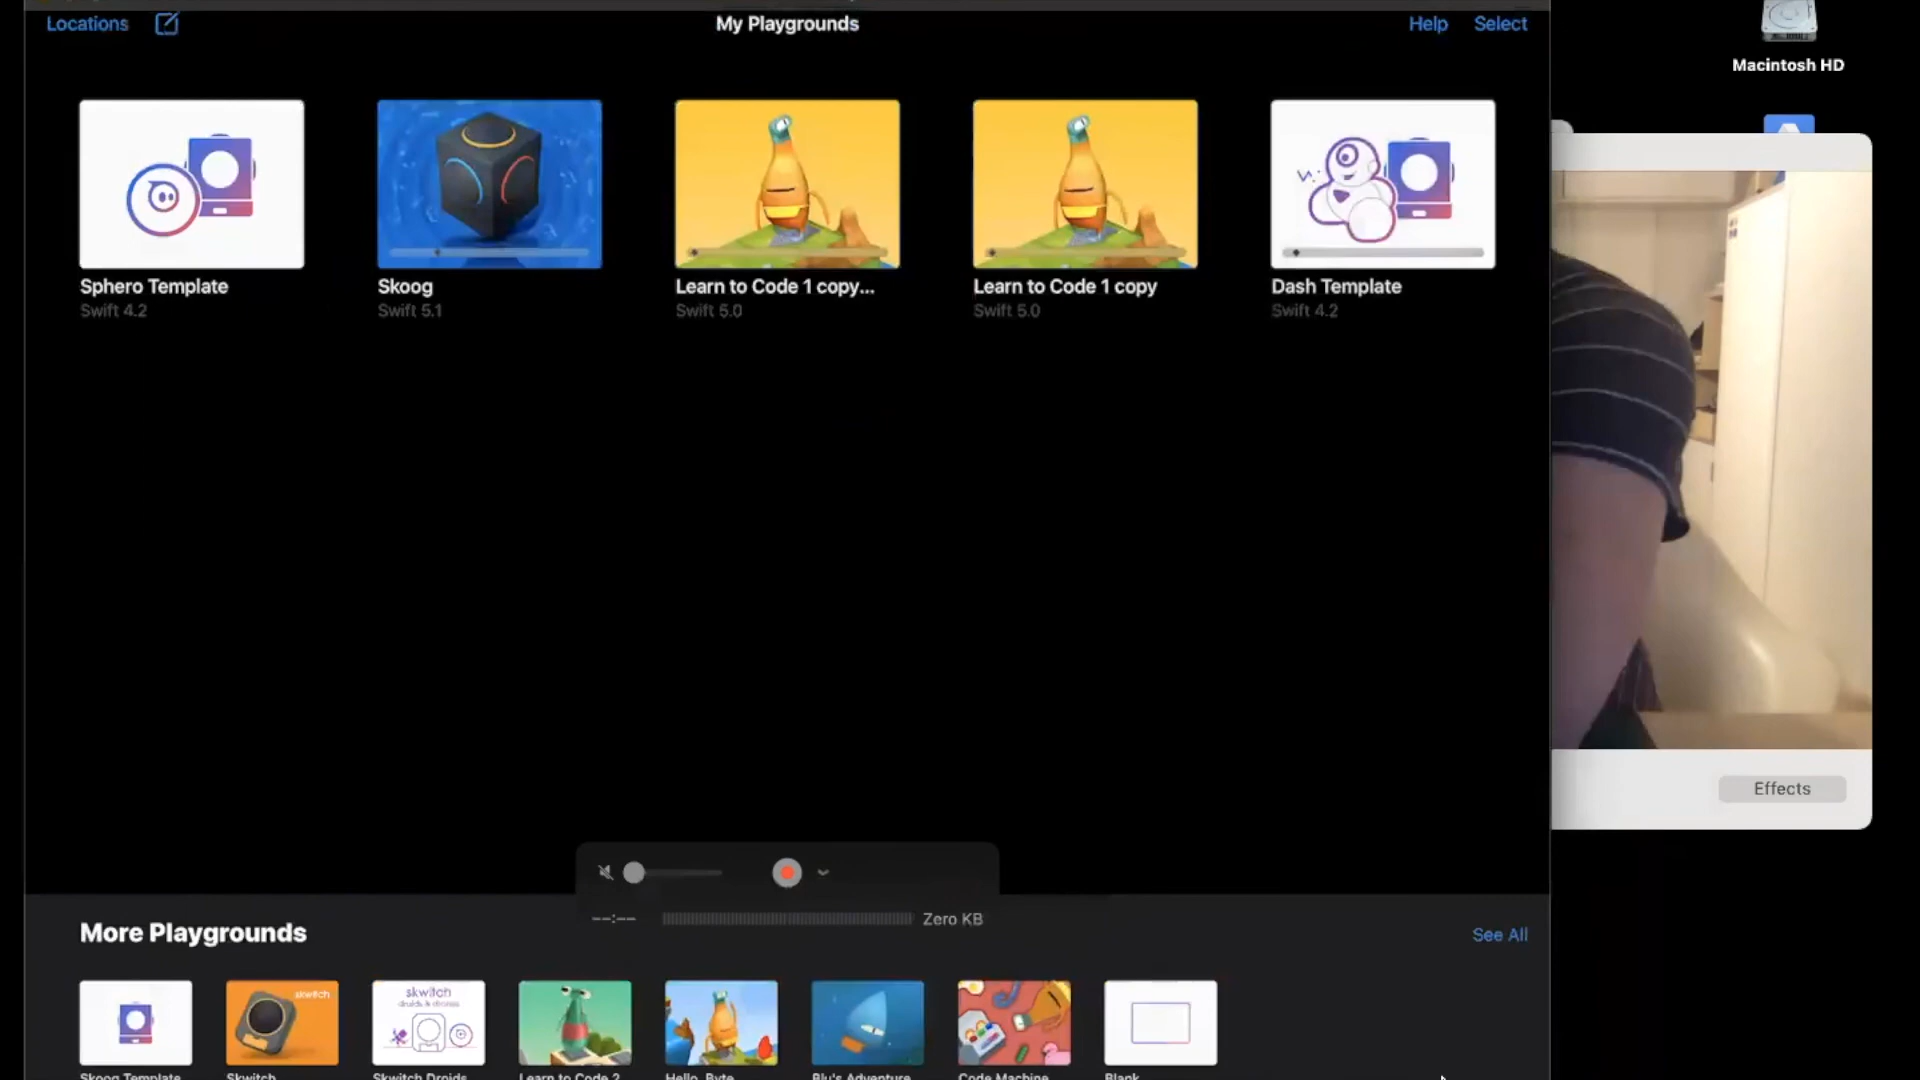 Locations
My Playgrounds
Help
Select
Macintosh HD
Sphero Template
Swift 4.2
Skoog
Swift 5.1
Learn to Code 1 copy...
Swift 5.0
Learn to Code 1 copy
Swift 5.0
Dash Template
Swift 4.2
Effects
--:--
Zero KB
More Playgrounds
See All
skwitch
skwitch
droids & drones
Skoog Template
Skwitch
Skwitch Droids
Learn to Code 2
Hello, Byte
Blu's Adventure
Code Machine
Blank